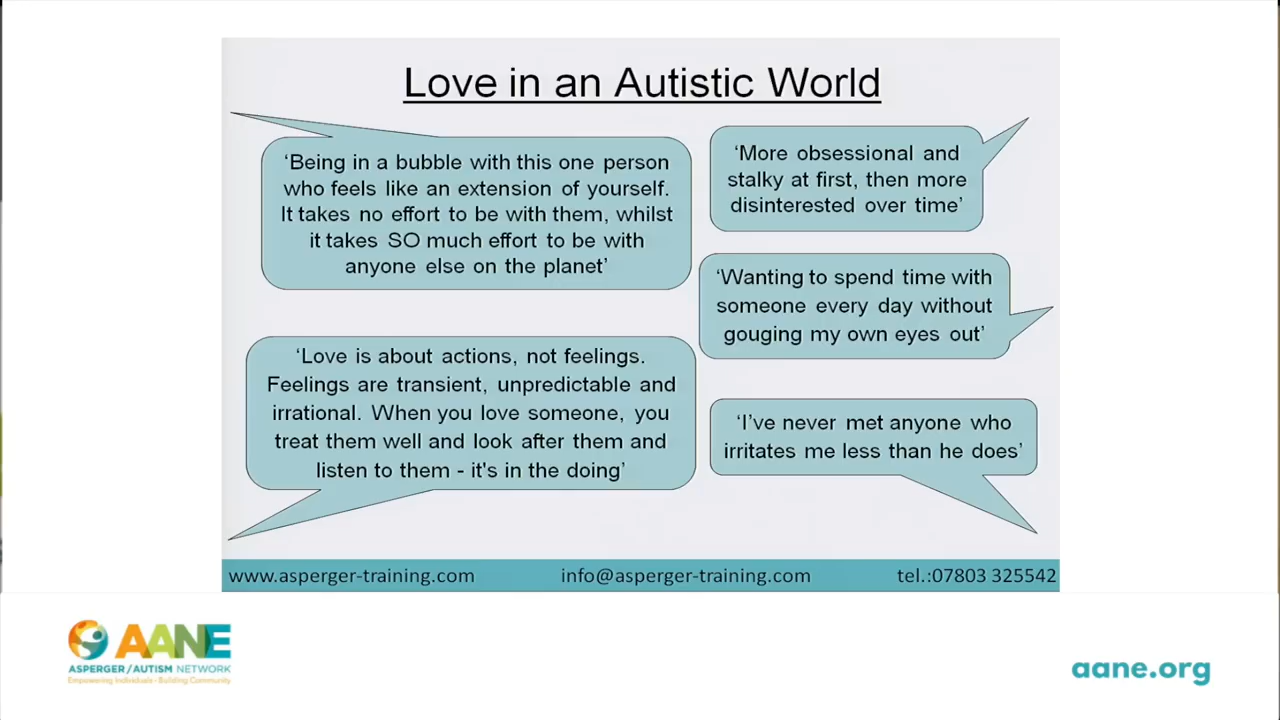 Love in an Autistic World
‘Being in a bubble with this one person
who feels like an extension of yourself.
It takes no effort to be with them, whilst
it takes SO much effort to be with
anyone else on the planet’
‘More obsessional and
stalky at first, then more
disinterested over time’
‘Wanting to spend time with
someone every day without
gouging my own eyes out’
‘Love is about actions, not feelings.
Feelings are transient, unpredictable and
irrational. When you love someone, you
treat them well and look after them and
listen to them - it's in the doing’
‘I’ve never met anyone who
irritates me less than he does’
www.asperger-training.com info@asperger-training.com tel.:07803 325542
AANE
ASPERGER/AUTISM NETWORK
Empowering Individuals - Building Community
aane.org